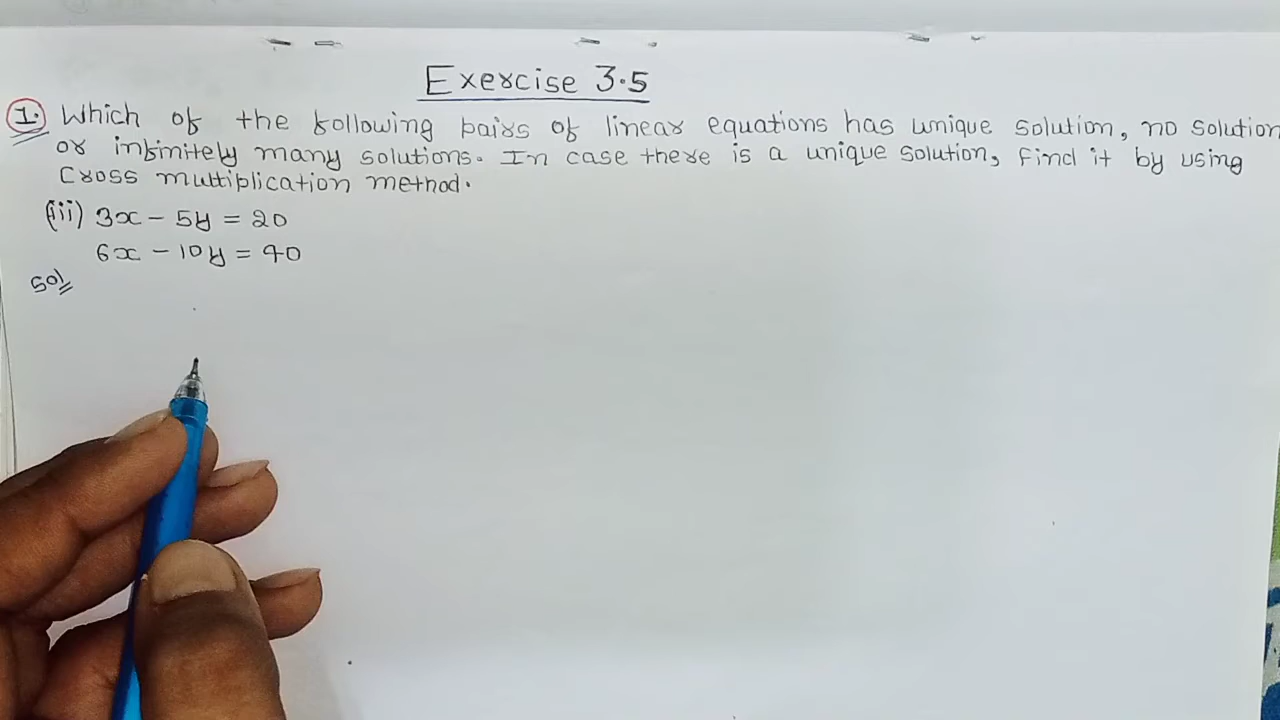 Exercise 3.5
1. Which of the following pairs of linear equations has unique solution, no solution
or infinitely many solutions. In case there is a unique solution, find it by using
Cross multiplication method.
(iii) 3x - 5y = 20
6x - 10y = 40
Sol